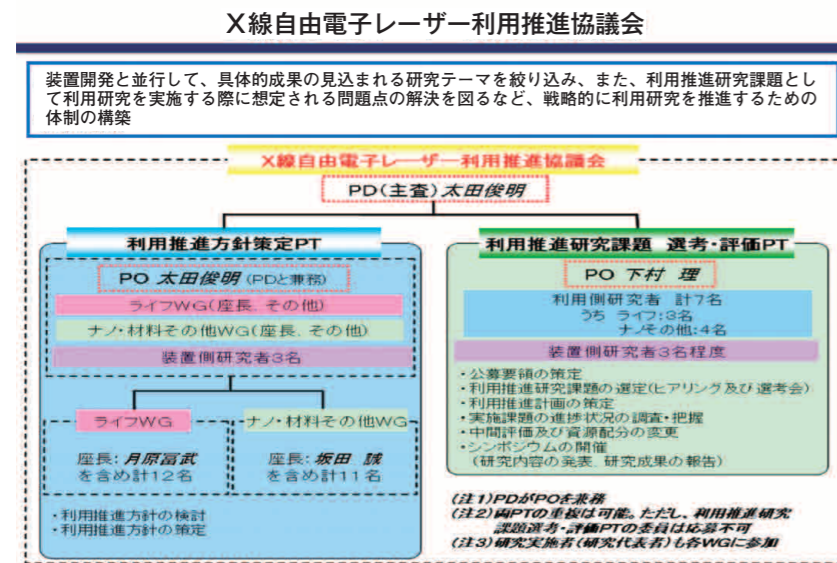 X線自由電子レーザー利用推進協議会
装置開発と並行して、具体的成果の見込まれる研究テーマを絞り込み、また、利用推進研究課題とし
て利用研究を実施する際に想定される問題点の解決を図るなど、戦略的に利用研究を推進するための
体制の構築
X線自由電子レーザー利用推進協議会
PD(主査)太田俊明
利用推進方針策定PT
PO 太田俊明(PDと兼務)
ライフWG(座長、その他)
ナノ・材料その他WG(座長、その他)
装置側研究者3名
ライフWG
座長:月原冨武
を含め計12名
ナノ・材料その他WG
座長:坂田 誠
を含め計11名
・利用推進方針の検討
・利用推進方針の策定
利用推進研究課題 選考・評価PT
PO 下村 理
利用側研究者 計7名
うち ライフ:3名
ナノその他:4名
装置側研究者3名程度
・公募要領の策定
・利用推進研究課題の選定(ヒアリング及び選考会)
・利用推進計画の策定
・実施課題の進捗状況の調査・把握
・中間評価及び資源配分の変更
・シンポジウムの開催
(研究内容の発表、研究成果の報告)
(注1)PDがPOを兼務
(注2)両PTの重複は可能。ただし、利用推進研究
課題選考・評価PTの委員は応募不可
(注3)研究実施者(研究代表者)も各WGに参加